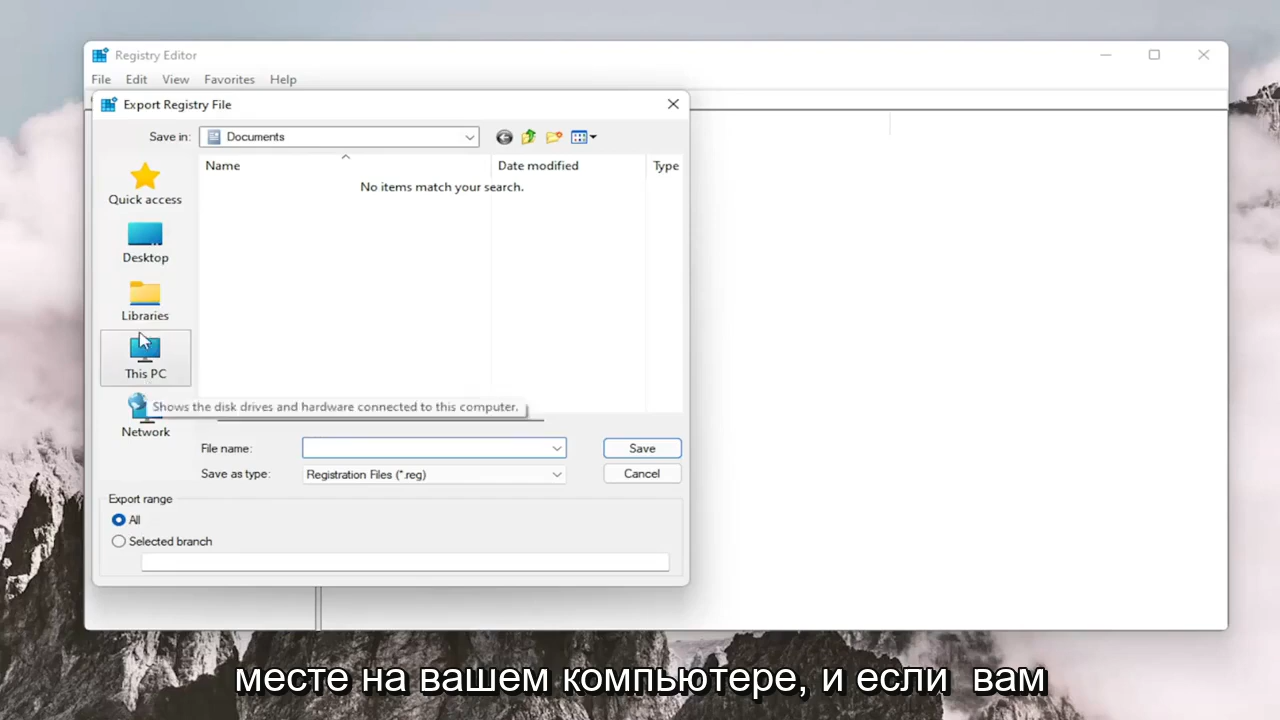 Registry Editor
File Edit View Favorites Help
Export Registry File
Save in: Documents
Name Date modified Type
No items match your search.
Quick access
Desktop
Libraries
This PC
Shows the disk drives and hardware connected to this computer.
Network
File name: Save
Save as type: Registration Files (*.reg) Cancel
Export range
All
Selected branch
месте на вашем компьютере, и если вам